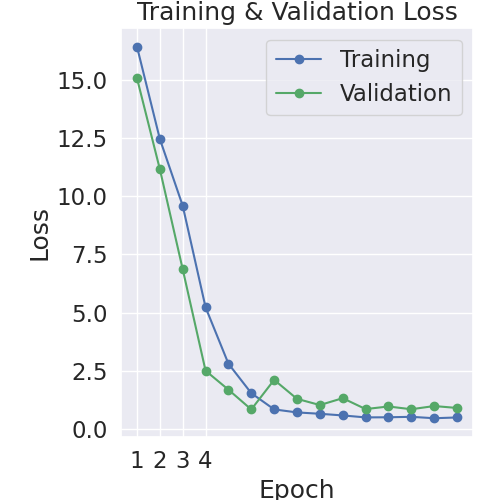 Training & Validation Loss
Training
Validation
Loss
15.0
12.5
10.0
7.5
5.0
2.5
0.0
1 2 3 4
Epoch